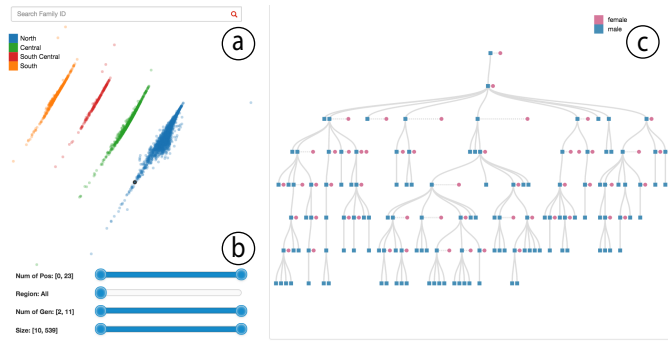 Search Family ID
North
Central
South Central
South
a
b
Num of Pos: [0, 23]
Region: All
Num of Gen: [2, 11]
Size: [10, 539]
female
male
c